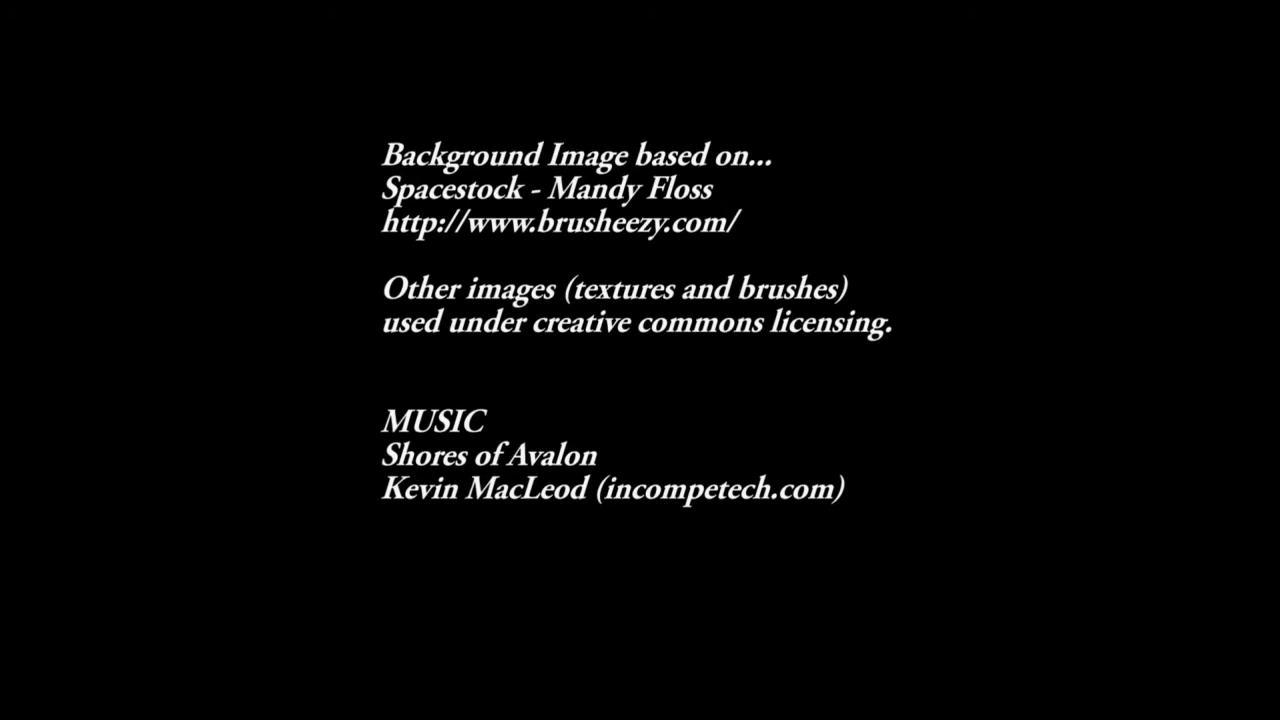 Background Image based on...
Spacestock - Mandy Floss
http://www.brusheezy.com/
Other images (textures and brushes)
used under creative commons licensing.
MUSIC
Shores of Avalon
Kevin MacLeod (incompetech.com)